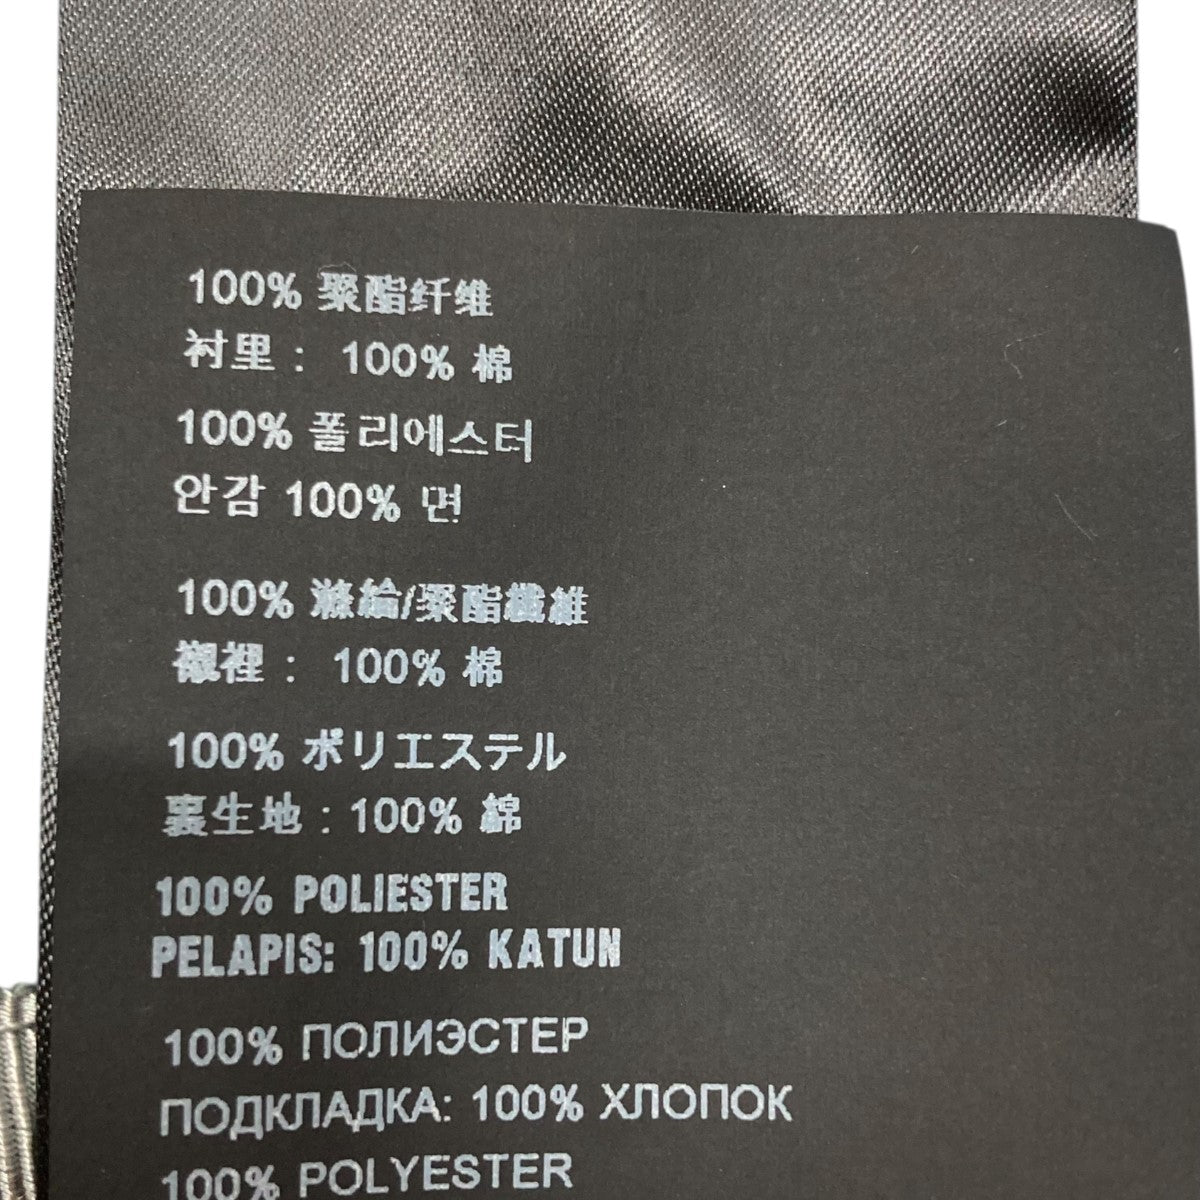 100% 聚酯纤维
衬里： 100% 棉
100% 폴리에스터
안감 100% 면
100% 滌綸/聚酯纖維
襯裡： 100% 棉
100% ポリエステル
裏生地 : 100% 綿
100% POLIESTER
PELAPIS: 100% KATUN
100% ПОЛИЭСТЕР
ПОДКЛАДКА: 100% ХЛОПОК
100% POLYESTER